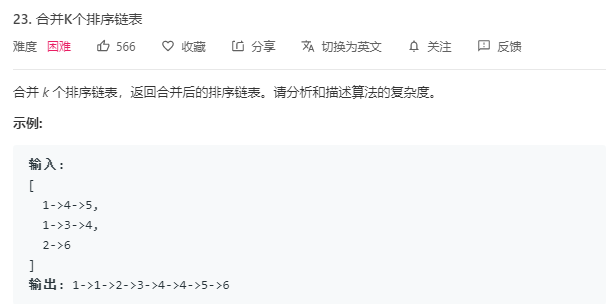 23. 合并K个排序链表
难度 困难 566 收藏 分享 切换为英文 关注 反馈
合并 k 个排序链表，返回合并后的排序链表。请分析和描述算法的复杂度。
示例:
输入:
[
  1->4->5,
  1->3->4,
  2->6
]
输出: 1->1->2->3->4->4->5->6